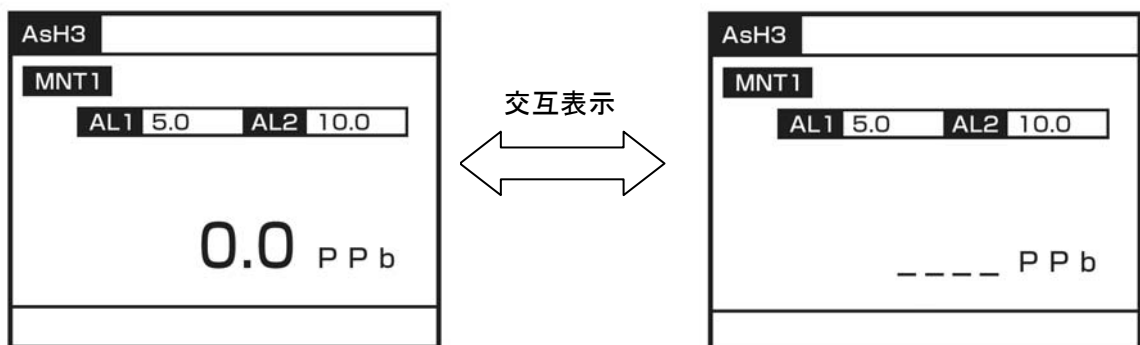 AsH3
MNT1
AL1 5.0 AL2 10.0
0.0 PPb
交互表示
AsH3
MNT1
AL1 5.0 AL2 10.0
_ _ _ _ PPb